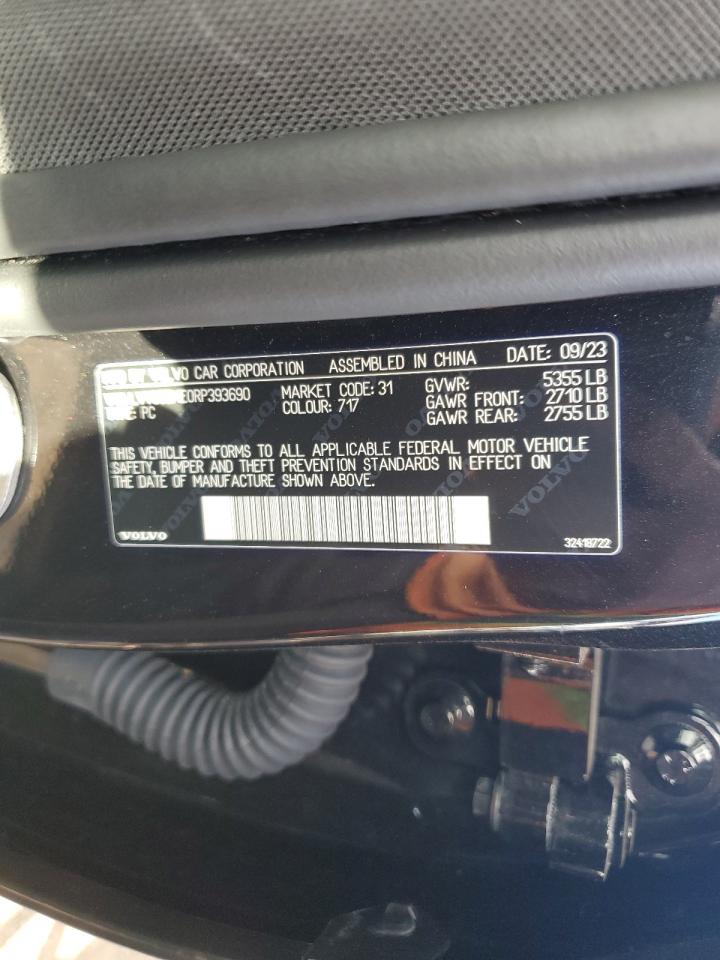 VOLVO CAR CORPORATION ASSEMBLED IN CHINA DATE: 09/23
MARKET CODE: 31 GVWR: 5355 LB
PC COLOUR: 717 GAWR FRONT: 2710 LB
GAWR REAR: 2755 LB
THIS VEHICLE CONFORMS TO ALL APPLICABLE FEDERAL MOTOR VEHICLE
SAFETY, BUMPER AND THEFT PREVENTION STANDARDS IN EFFECT ON
THE DATE OF MANUFACTURE SHOWN ABOVE.
VOLVO 32418722